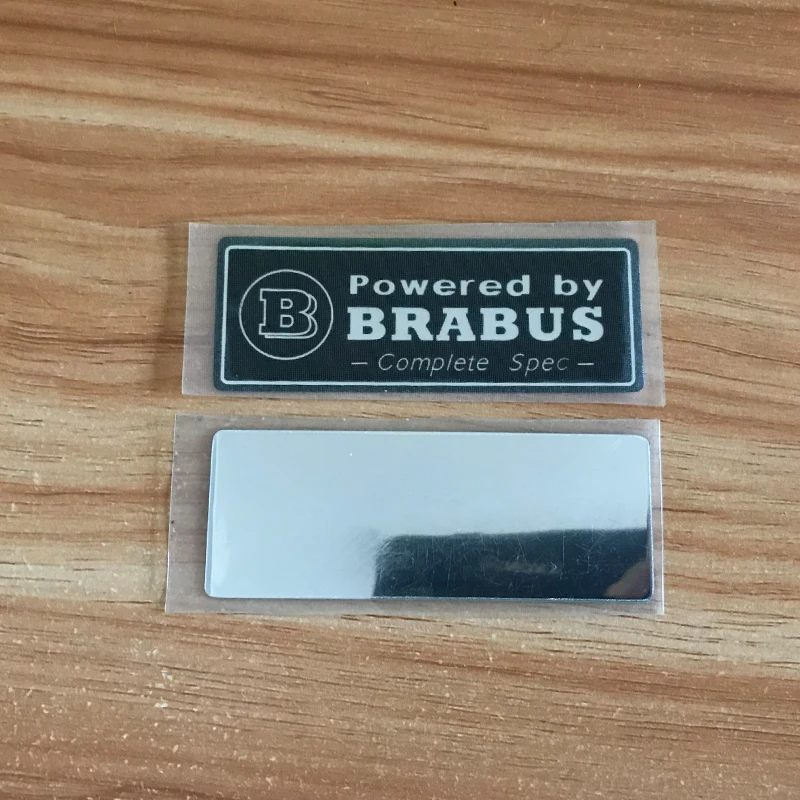 B
Powered by
BRABUS
– Complete Spec –